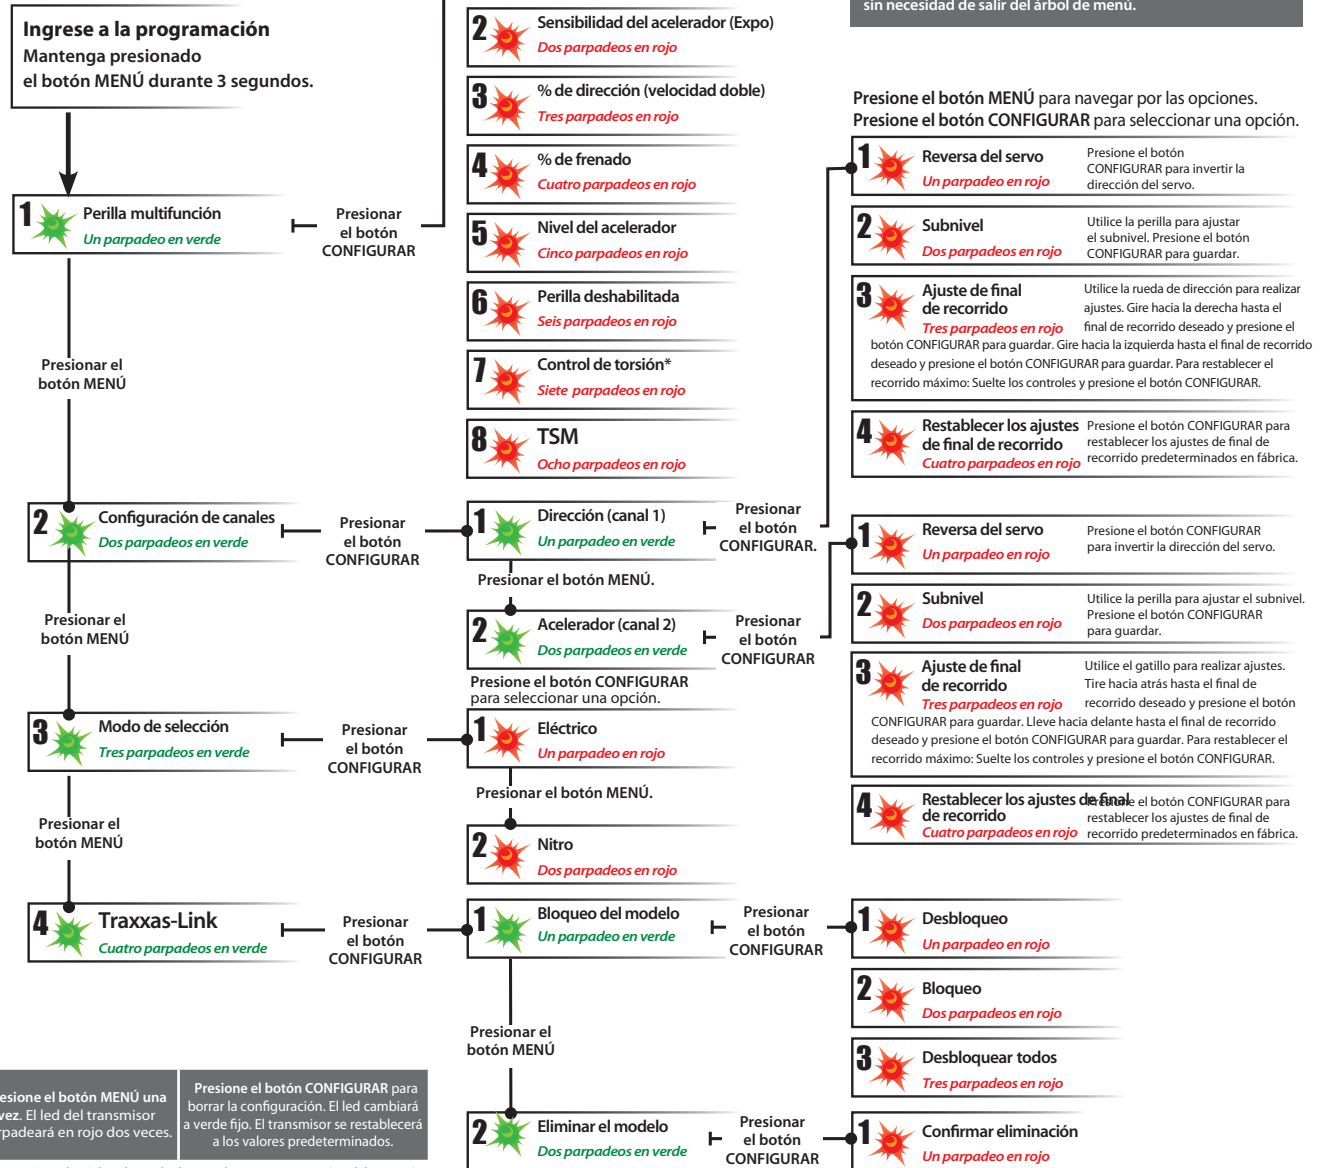 sin necesidad de salir del árbol de menú.
Ingrese a la programación
Mantenga presionado
el botón MENÚ durante 3 segundos.
1
Perilla multifunción
Un parpadeo en verde
Presionar
el botón
CONFIGURAR
2
Sensibilidad del acelerador (Expo)
Dos parpadeos en rojo
3
% de dirección (velocidad doble)
Tres parpadeos en rojo
4
% de frenado
Cuatro parpadeos en rojo
5
Nivel del acelerador
Cinco parpadeos en rojo
6
Perilla deshabilitada
Seis parpadeos en rojo
7
Control de torsión*
Siete parpadeos en rojo
8
TSM
Ocho parpadeos en rojo
Presionar el
botón MENÚ
2
Configuración de canales
Dos parpadeos en verde
Presionar
el botón
CONFIGURAR
1
Dirección (canal 1)
Un parpadeo en verde
Presionar
el botón
CONFIGURAR.
Presionar el botón MENÚ.
2
Acelerador (canal 2)
Dos parpadeos en verde
Presionar
el botón
CONFIGURAR
Presione el botón MENÚ para navegar por las opciones.
Presione el botón CONFIGURAR para seleccionar una opción.
1
Reversa del servo
Un parpadeo en rojo
Presione el botón
CONFIGURAR para invertir la
dirección del servo.
2
Subnivel
Dos parpadeos en rojo
Utilice la perilla para ajustar
el subnivel. Presione el botón
CONFIGURAR para guardar.
3
Ajuste de final
de recorrido
Tres parpadeos en rojo
Utilice la rueda de dirección para realizar
ajustes. Gire hacia la derecha hasta el
final de recorrido deseado y presione el
botón CONFIGURAR para guardar. Gire hacia la izquierda hasta el final de recorrido
deseado y presione el botón CONFIGURAR para guardar. Para restablecer el
recorrido máximo: Suelte los controles y presione el botón CONFIGURAR.
4
Restablecer los ajustes
de final de recorrido
Cuatro parpadeos en rojo
Presione el botón CONFIGURAR para
restablecer los ajustes de final de
recorrido predeterminados en fábrica.
1
Reversa del servo
Un parpadeo en rojo
Presione el botón CONFIGURAR
para invertir la dirección del servo.
2
Subnivel
Dos parpadeos en rojo
Utilice la perilla para ajustar el subnivel.
Presione el botón CONFIGURAR
para guardar.
3
Ajuste de final
de recorrido
Tres parpadeos en rojo
Utilice el gatillo para realizar ajustes.
Tire hacia atrás hasta el final de
recorrido deseado y presione el botón
CONFIGURAR para guardar. Lleve hacia delante hasta el final de recorrido
deseado y presione el botón CONFIGURAR para guardar. Para restablecer el
recorrido máximo: Suelte los controles y presione el botón CONFIGURAR.
4
Restablecer los ajustes de final
de recorrido
Cuatro parpadeos en rojo
Presione el botón CONFIGURAR para
restablecer los ajustes de final de
recorrido predeterminados en fábrica.
Presionar el
botón MENÚ
3
Modo de selección
Tres parpadeos en verde
Presionar
el botón
CONFIGURAR
Presione el botón CONFIGURAR
para seleccionar una opción.
1
Eléctrico
Un parpadeo en rojo
Presionar el botón MENÚ.
2
Nitro
Dos parpadeos en rojo
Presionar el
botón MENÚ
4
Traxxas-Link
Cuatro parpadeos en verde
Presionar
el botón
CONFIGURAR
1
Bloqueo del modelo
Un parpadeo en verde
Presionar
el botón
CONFIGURAR
1
Desbloqueo
Un parpadeo en rojo
2
Bloqueo
Dos parpadeos en rojo
3
Desbloquear todos
Tres parpadeos en rojo
Presionar el
botón MENÚ
2
Eliminar el modelo
Dos parpadeos en verde
Presionar
el botón
CONFIGURAR
1
Confirmar eliminación
Un parpadeo en rojo
esione el botón MENÚ una
vez. El led del transmisor
rpadeará en rojo dos veces.
Presione el botón CONFIGURAR para
borrar la configuración. El led cambiará
a verde fijo. El transmisor se restablecerá
a los valores predeterminados.